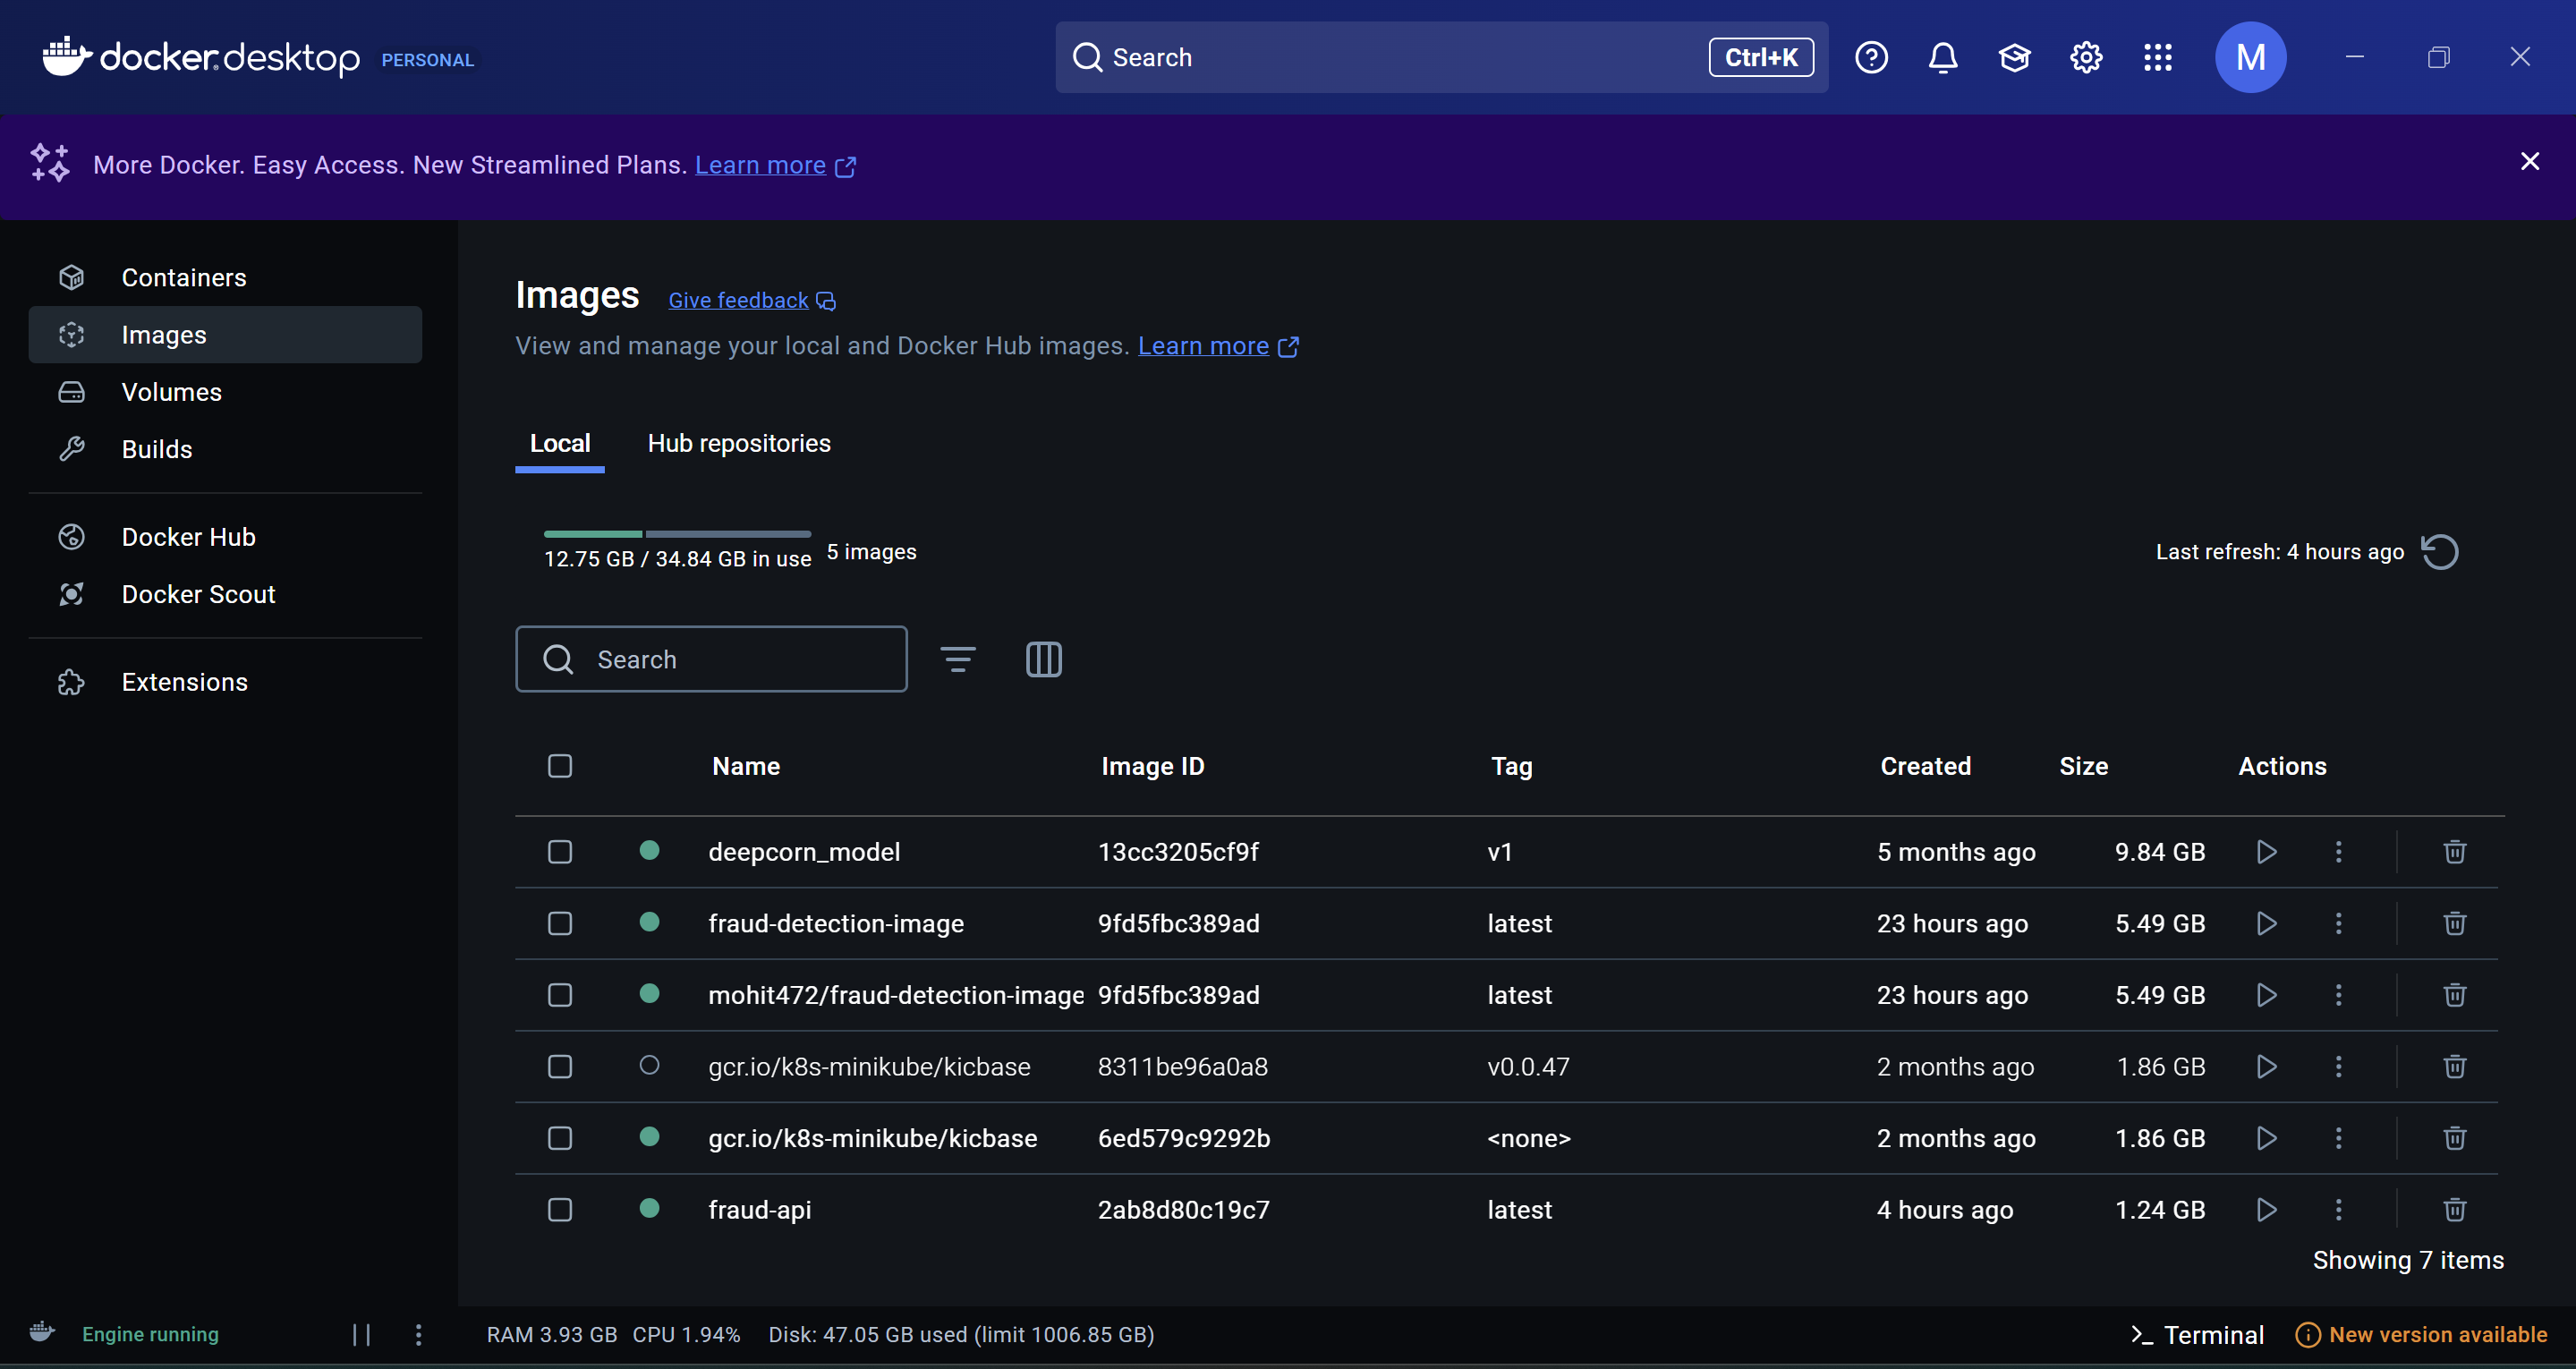 docker.desktop PERSONAL
Search Ctrl+K
M
More Docker. Easy Access. New Streamlined Plans. Learn more
Containers
Images
Volumes
Builds
Docker Hub
Docker Scout
Extensions
Images Give feedback
View and manage your local and Docker Hub images. Learn more
Local Hub repositories
12.75 GB / 34.84 GB in use 5 images
Last refresh: 4 hours ago
Search
Name Image ID Tag Created Size Actions
deepcorn_model 13cc3205cf9f v1 5 months ago 9.84 GB
fraud-detection-image 9fd5fbc389ad latest 23 hours ago 5.49 GB
mohit472/fraud-detection-image 9fd5fbc389ad latest 23 hours ago 5.49 GB
gcr.io/k8s-minikube/kicbase 8311be96a0a8 v0.0.47 2 months ago 1.86 GB
gcr.io/k8s-minikube/kicbase 6ed579c9292b <none> 2 months ago 1.86 GB
fraud-api 2ab8d80c19c7 latest 4 hours ago 1.24 GB
Showing 7 items
Engine running RAM 3.93 GB CPU 1.94% Disk: 47.05 GB used (limit 1006.85 GB) Terminal New version available